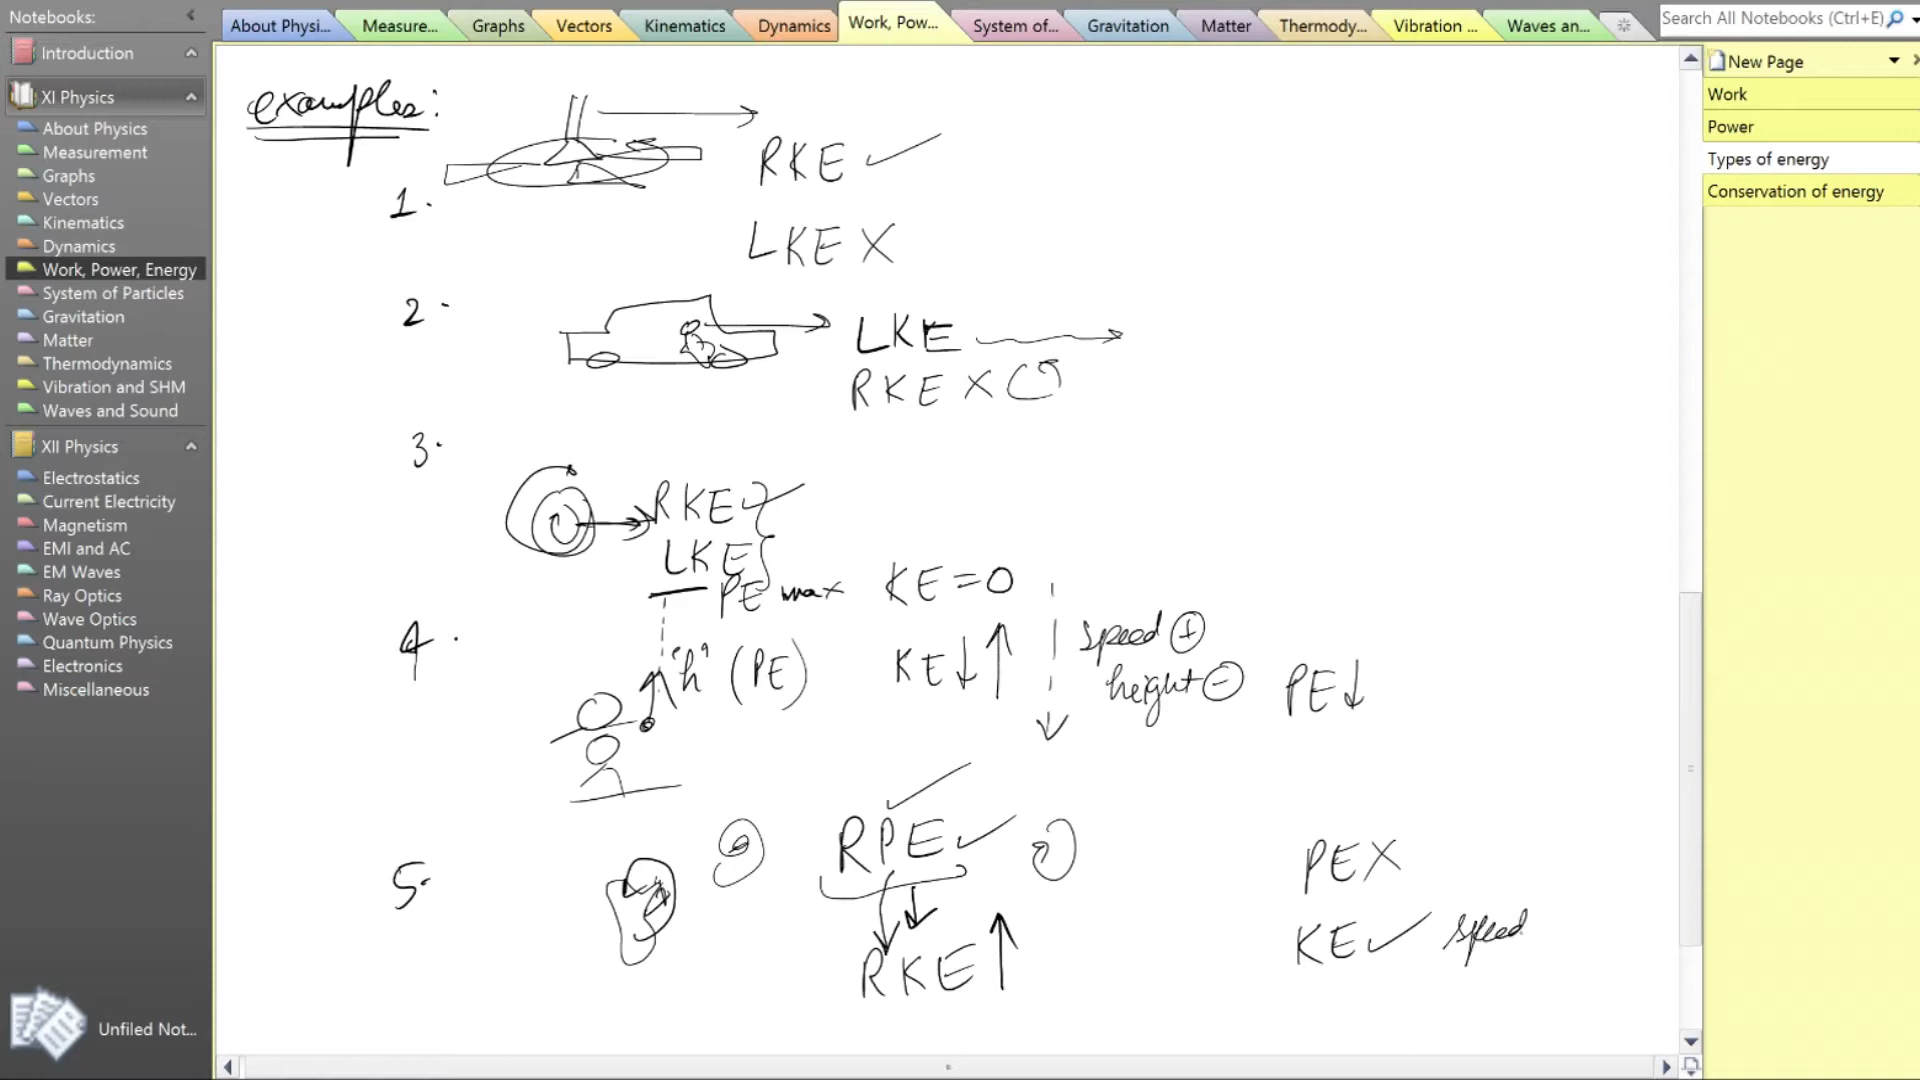 Notebooks:
Introduction
XI Physics
About Physics
Measurement
Graphs
Vectors
Kinematics
Dynamics
Work, Power, Energy
System of Particles
Gravitation
Matter
Thermodynamics
Vibration and SHM
Waves and Sound
XII Physics
Electrostatics
Current Electricity
Magnetism
EMI and AC
EM Waves
Ray Optics
Wave Optics
Quantum Physics
Electronics
Miscellaneous
Unfiled Not...
About Physi... Measure... Graphs Vectors Kinematics Dynamics Work, Pow... System of... Gravitation Matter Thermody... Vibration ... Waves an...
Search All Notebooks (Ctrl+E)
examples:
1.
RKE ✓
LKE X
2.
LKE
RKE X
3.
RKE ✓
LKE
PE max KE = 0
4.
"h" (PE) KE↓ ↑
speed +
height - PE↓
5.
RPE ✓
RKE ↑
PE X
KE ✓ speed
New Page
Work
Power
Types of energy
Conservation of energy